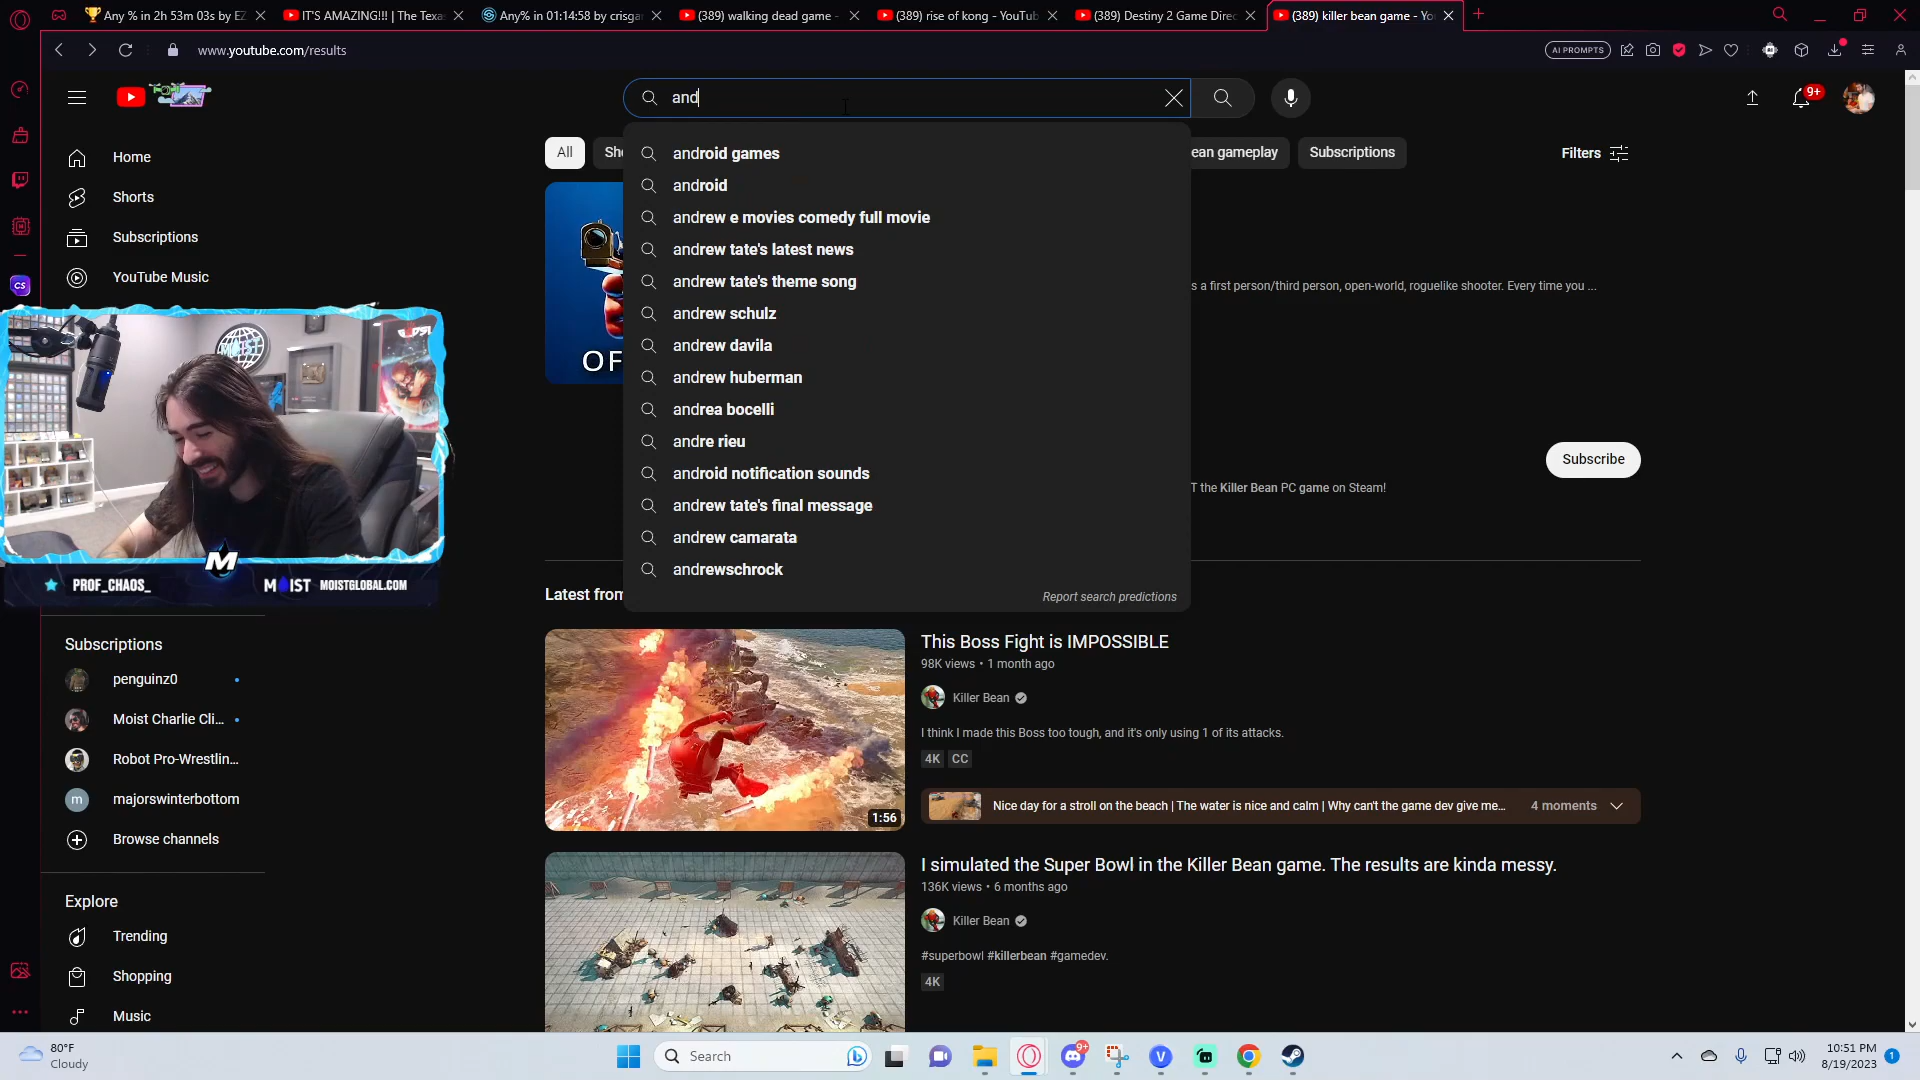 Any % in 2h 53m 03s by EZ
IT'S AMAZING!!! | The Texa
Any% in 01:14:58 by crisgar
(389) walking dead game -
(389) rise of kong - YouTub
(389) Destiny 2 Game Direc
(389) killer bean game - Yo
www.youtube.com/results
AI PROMPTS
and
9+
Home
Shorts
Subscriptions
YouTube Music
CS
All
Sh
ean gameplay
Subscriptions
Filters
android games
android
andrew e movies comedy full movie
andrew tate's latest news
andrew tate's theme song
andrew schulz
andrew davila
andrew huberman
andrea bocelli
andre rieu
android notification sounds
andrew tate's final message
andrew camarata
andrewschrock
Report search predictions
s a first person/third person, open-world, roguelike shooter. Every time you ...
OF
Subscribe
T the Killer Bean PC game on Steam!
MOIST
M
PROF_CHAOS_
MOIST MOISTGLOBAL.COM
Latest from
Subscriptions
penguinz0
Moist Charlie Cli...
Robot Pro-Wrestlin...
m
majorswinterbottom
Browse channels
Explore
Trending
Shopping
Music
This Boss Fight is IMPOSSIBLE
98K views • 1 month ago
Killer Bean
I think I made this Boss too tough, and it's only using 1 of its attacks.
4K
CC
1:56
Nice day for a stroll on the beach | The water is nice and calm | Why can't the game dev give me...
4 moments
I simulated the Super Bowl in the Killer Bean game. The results are kinda messy.
136K views • 6 months ago
Killer Bean
#superbowl #killerbean #gamedev.
4K
80°F
Cloudy
Search
9+
V
10:51 PM
8/19/2023
1